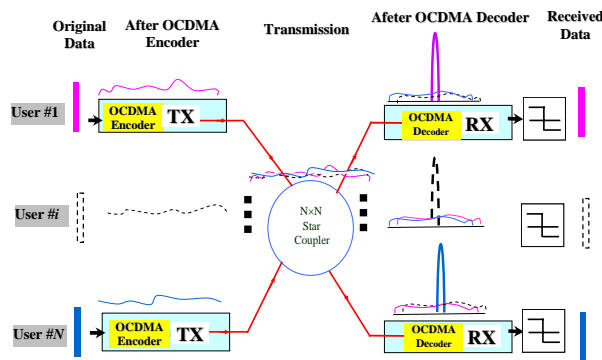 Original
Data
After OCDMA
Encoder
Transmission
Afeter OCDMA Decoder
Received
Data
User #1
OCDMA
Encoder
TX
OCDMA
Decoder
RX
User #i
N×N
Star
Coupler
User #N
OCDMA
Encoder
TX
OCDMA
Decoder
RX